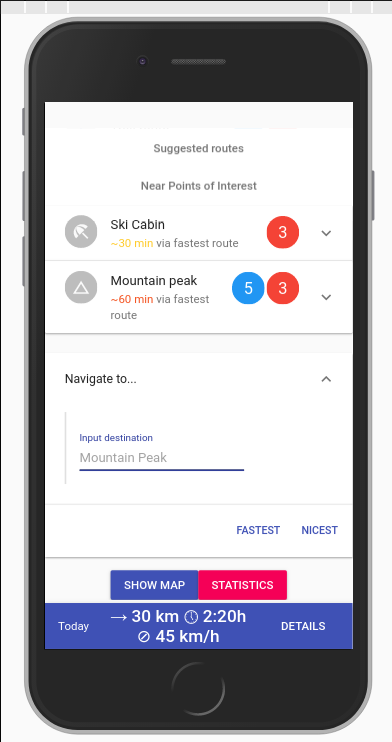 Suggested routes
Near Points of Interest
Ski Cabin
~30 min via fastest route
3
Mountain peak
~60 min via fastest
route
5 3
Navigate to...
Input destination
Mountain Peak
FASTEST NICEST
SHOW MAP STATISTICS
Today → 30 km 🕔 2:20h DETAILS
⊘ 45 km/h